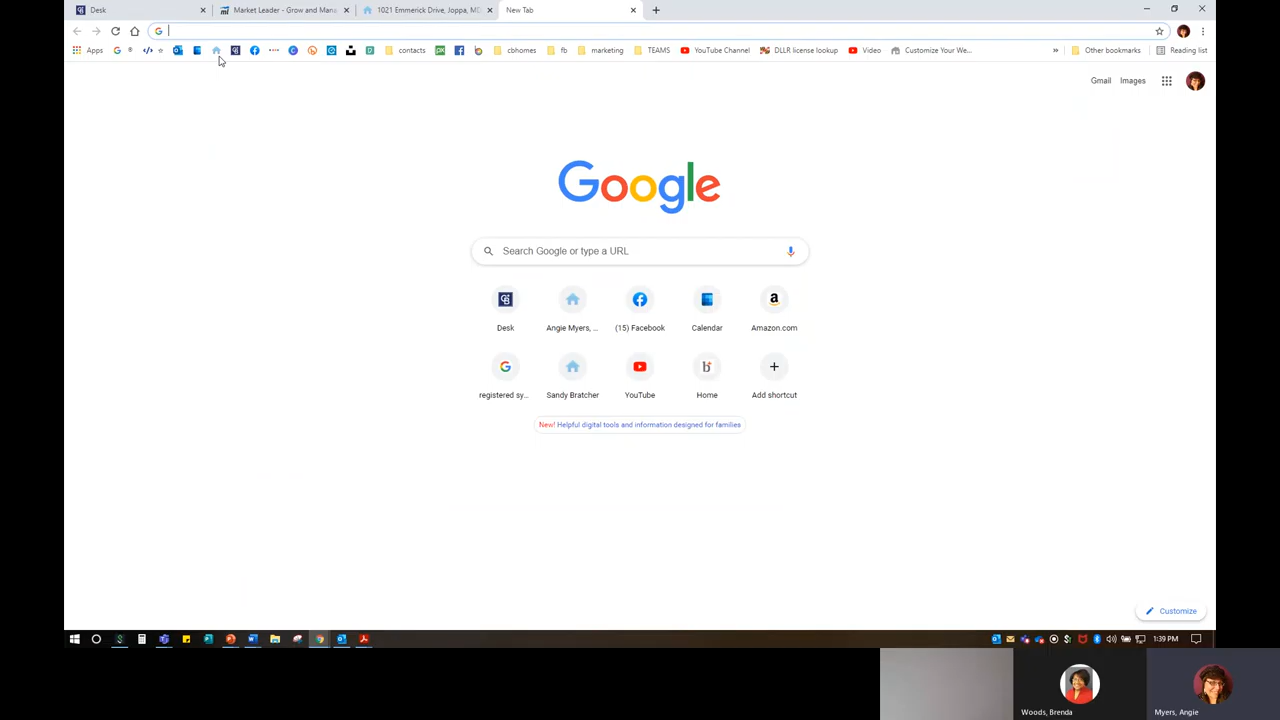 Desk
Market Leader - Grow and Mana
1021 Emmerick Drive, Joppa, MD
New Tab
Apps
contacts
cbhomes
fb
marketing
TEAMS
YouTube Channel
DLLR license lookup
Video
Customize Your We...
»
Other bookmarks
Reading list
Gmail
Images
Google
Search Google or type a URL
Desk
Angie Myers, ...
(15) Facebook
Calendar
Amazon.com
registered sy...
Sandy Bratcher
YouTube
Home
Add shortcut
New! Helpful digital tools and information designed for families
Customize
1:39 PM
Woods, Brenda
Myers, Angie